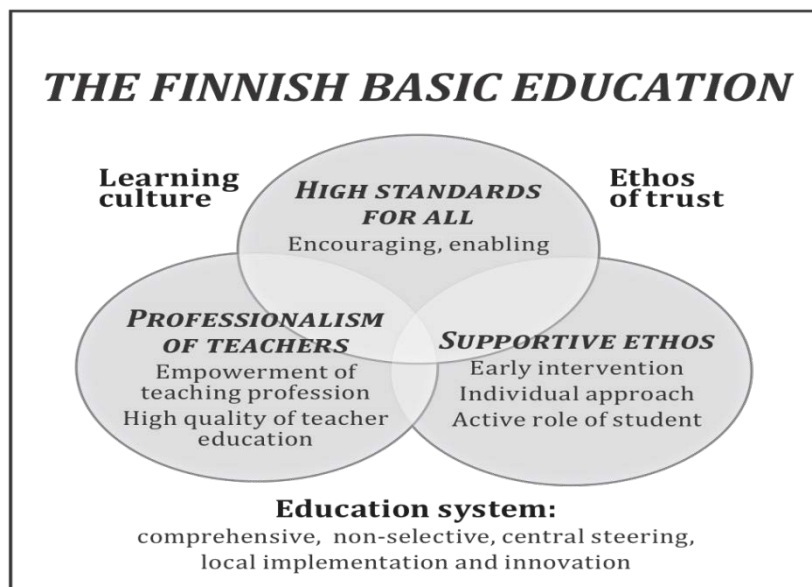 THE FINNISH BASIC EDUCATION
Learning
culture
Ethos
of trust
HIGH STANDARDS
FOR ALL
Encouraging, enabling
PROFESSIONALISM
OF TEACHERS
Empowerment of
teaching profession
High quality of teacher
education
SUPPORTIVE ETHOS
Early intervention
Individual approach
Active role of student
Education system:
comprehensive, non-selective, central steering,
local implementation and innovation